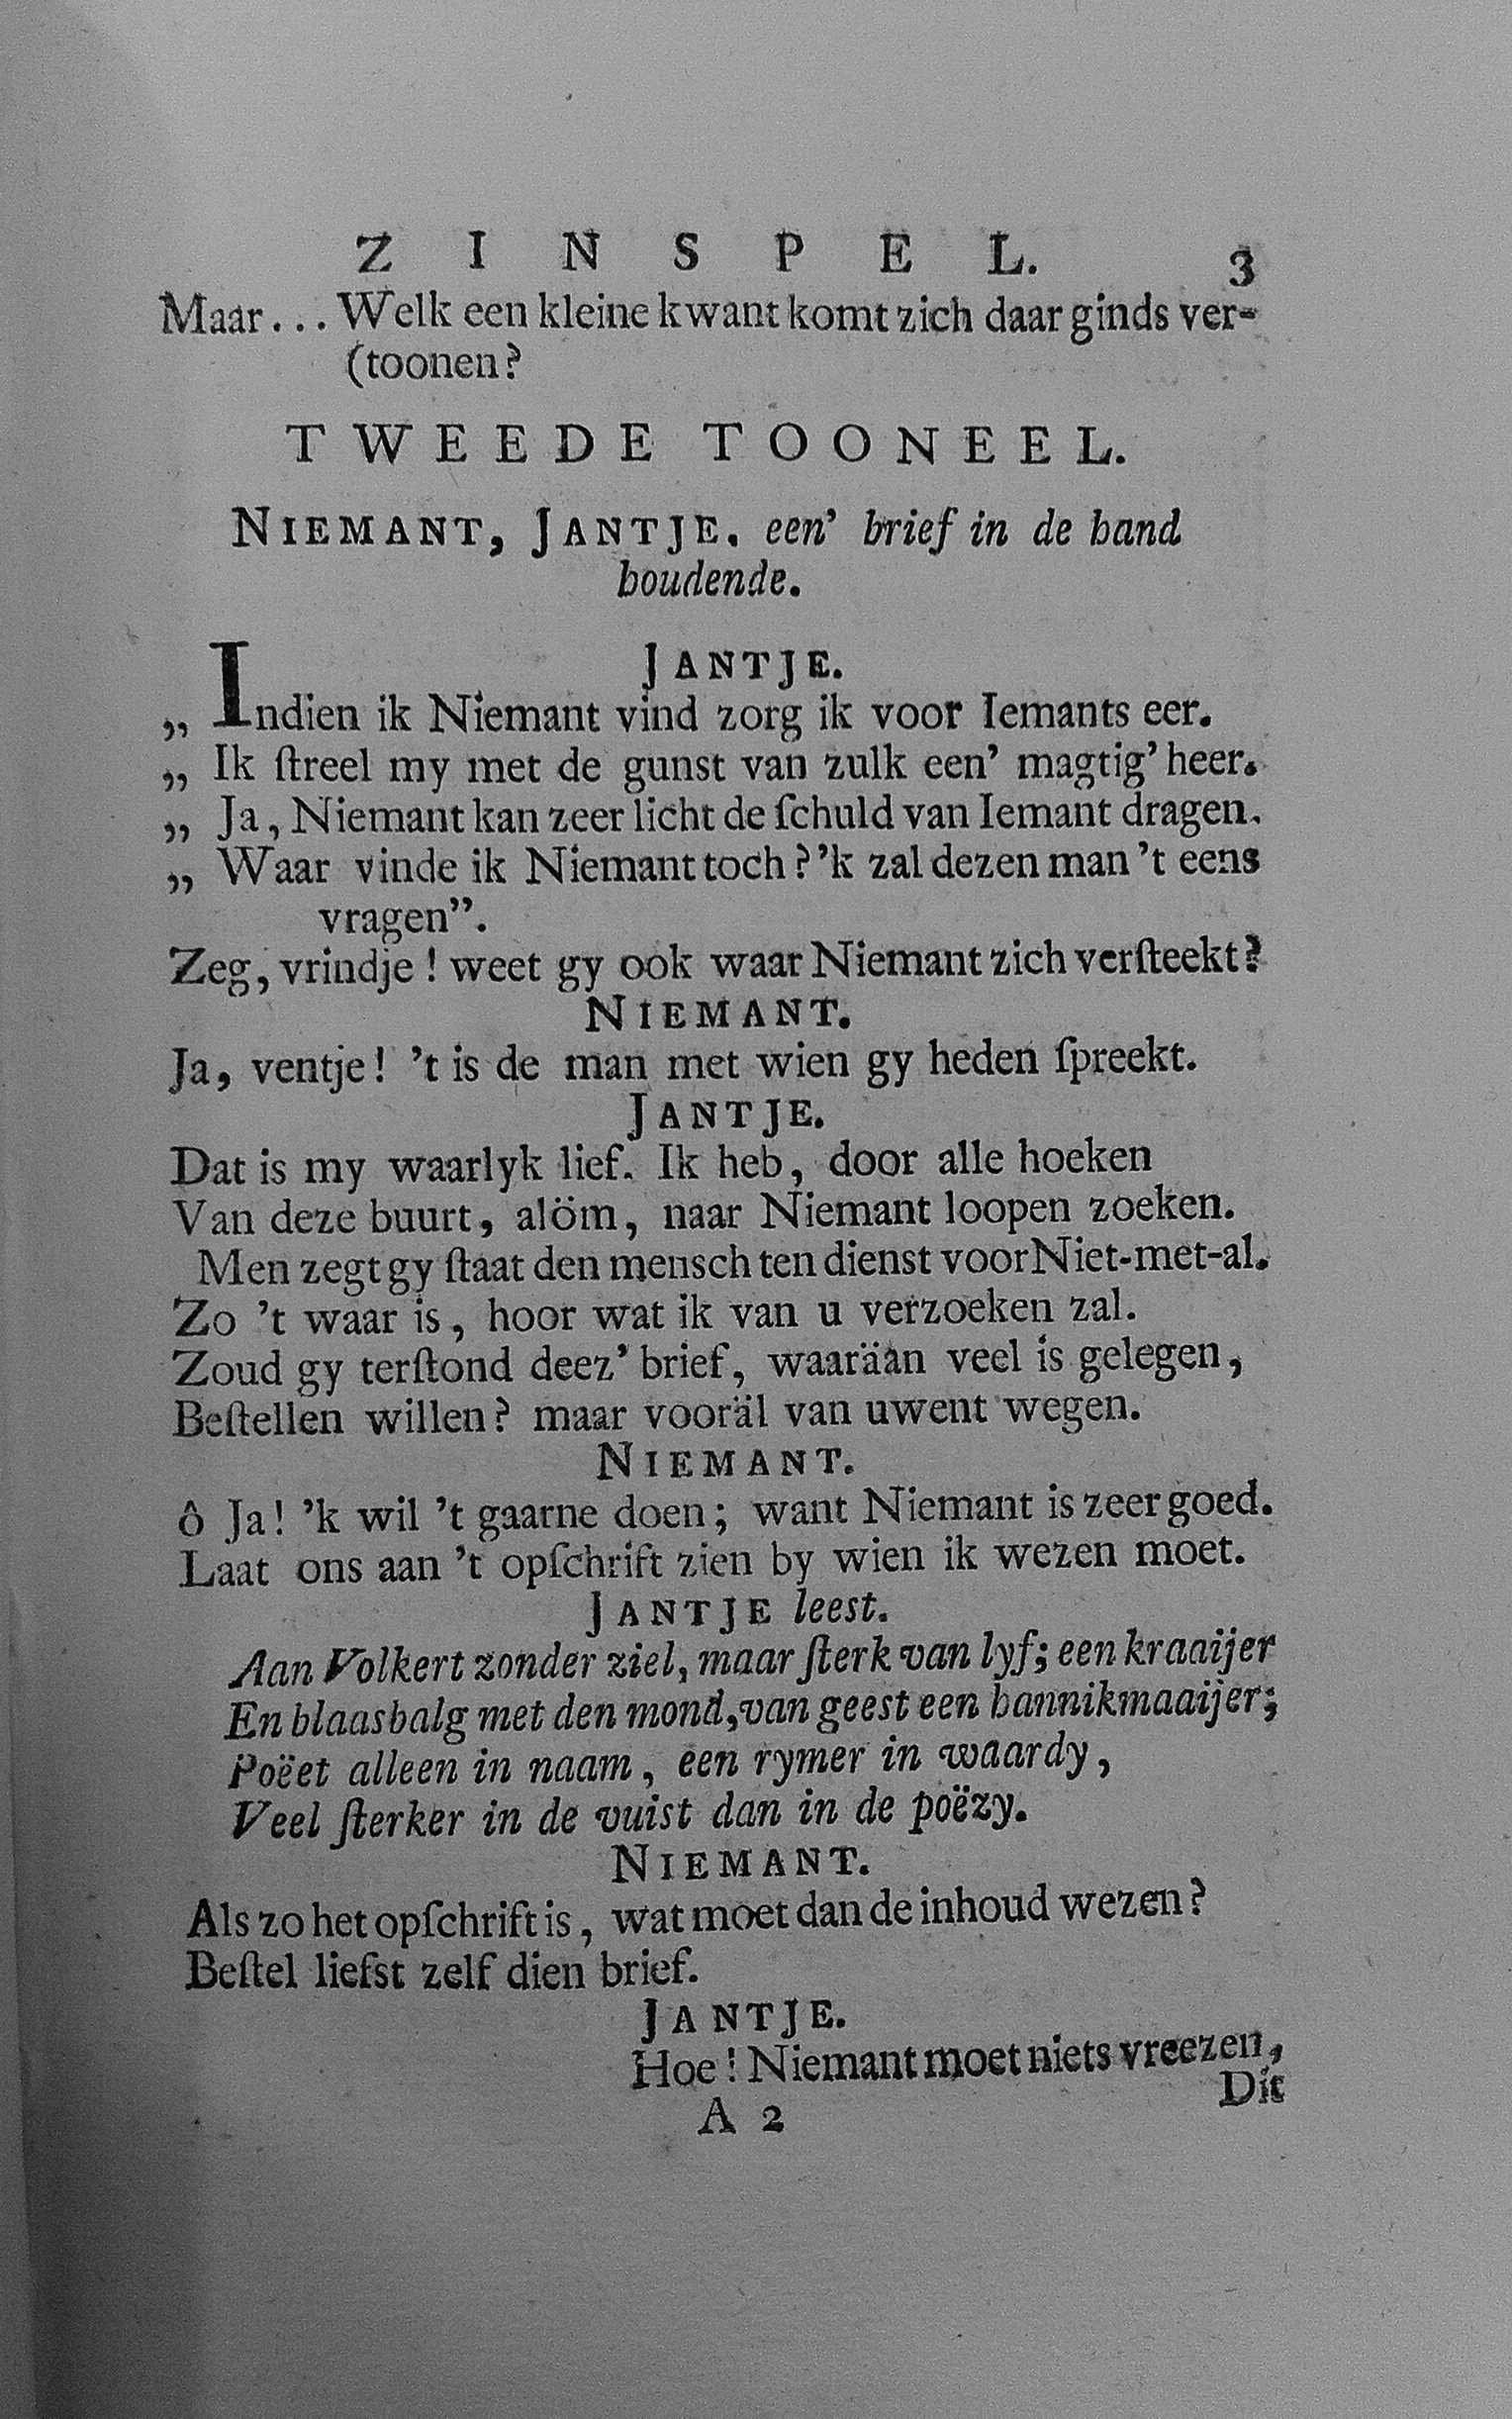 Z I N S P E L. 3
Maar... Welk een kleine kwant komt zich daar ginds ver-
(toonen?
TWEEDE TOONEEL.
NIEMANT, JANTJE, een' brief in de hand
houdende.
JANTJE.
„ Indien ik Niemant vind zorg ik voor Iemants eer.
„ Ik ſtreel my met de gunst van zulk een' magtig' heer.
„ Ja, Niemant kan zeer licht de ſchuld van Iemant dragen.
„ Waar vinde ik Niemant toch? 'k zal dezen man 't eens
vragen”.
Zeg, vrindje! weet gy ook waar Niemant zich verſteekt?
NIEMANT.
Ja, ventje! 't is de man met wien gy heden ſpreekt.
JANTJE.
Dat is my waarlyk lief. Ik heb, door alle hoeken
Van deze buurt, alöm, naar Niemant loopen zoeken.
Men zegt gy ſtaat den mensch ten dienst voor Niet-met-al.
Zo 't waar is, hoor wat ik van u verzoeken zal.
Zoud gy terſtond deez' brief, waarään veel is gelegen,
Beſtellen willen? maar vooräl van uwent wegen.
NIEMANT.
ô Ja! 'k wil 't gaarne doen; want Niemant is zeer goed.
Laat ons aan 't opſchrift zien by wien ik wezen moet.
JANTJE leest.
Aan Volkert zonder ziel, maar ſterk van lyf; een kraaijer
En blaasbalg met den mond, van geest een hannikmaaijer;
Poëet alleen in naam, een rymer in waardy,
Veel ſterker in de vuist dan in de poëzy.
NIEMANT.
Als zo het opſchrift is, wat moet dan de inhoud wezen?
Beſtel liefst zelf dien brief.
JANTJE.
Hoe! Niemant moet niets vreezen,
Dit
A 2